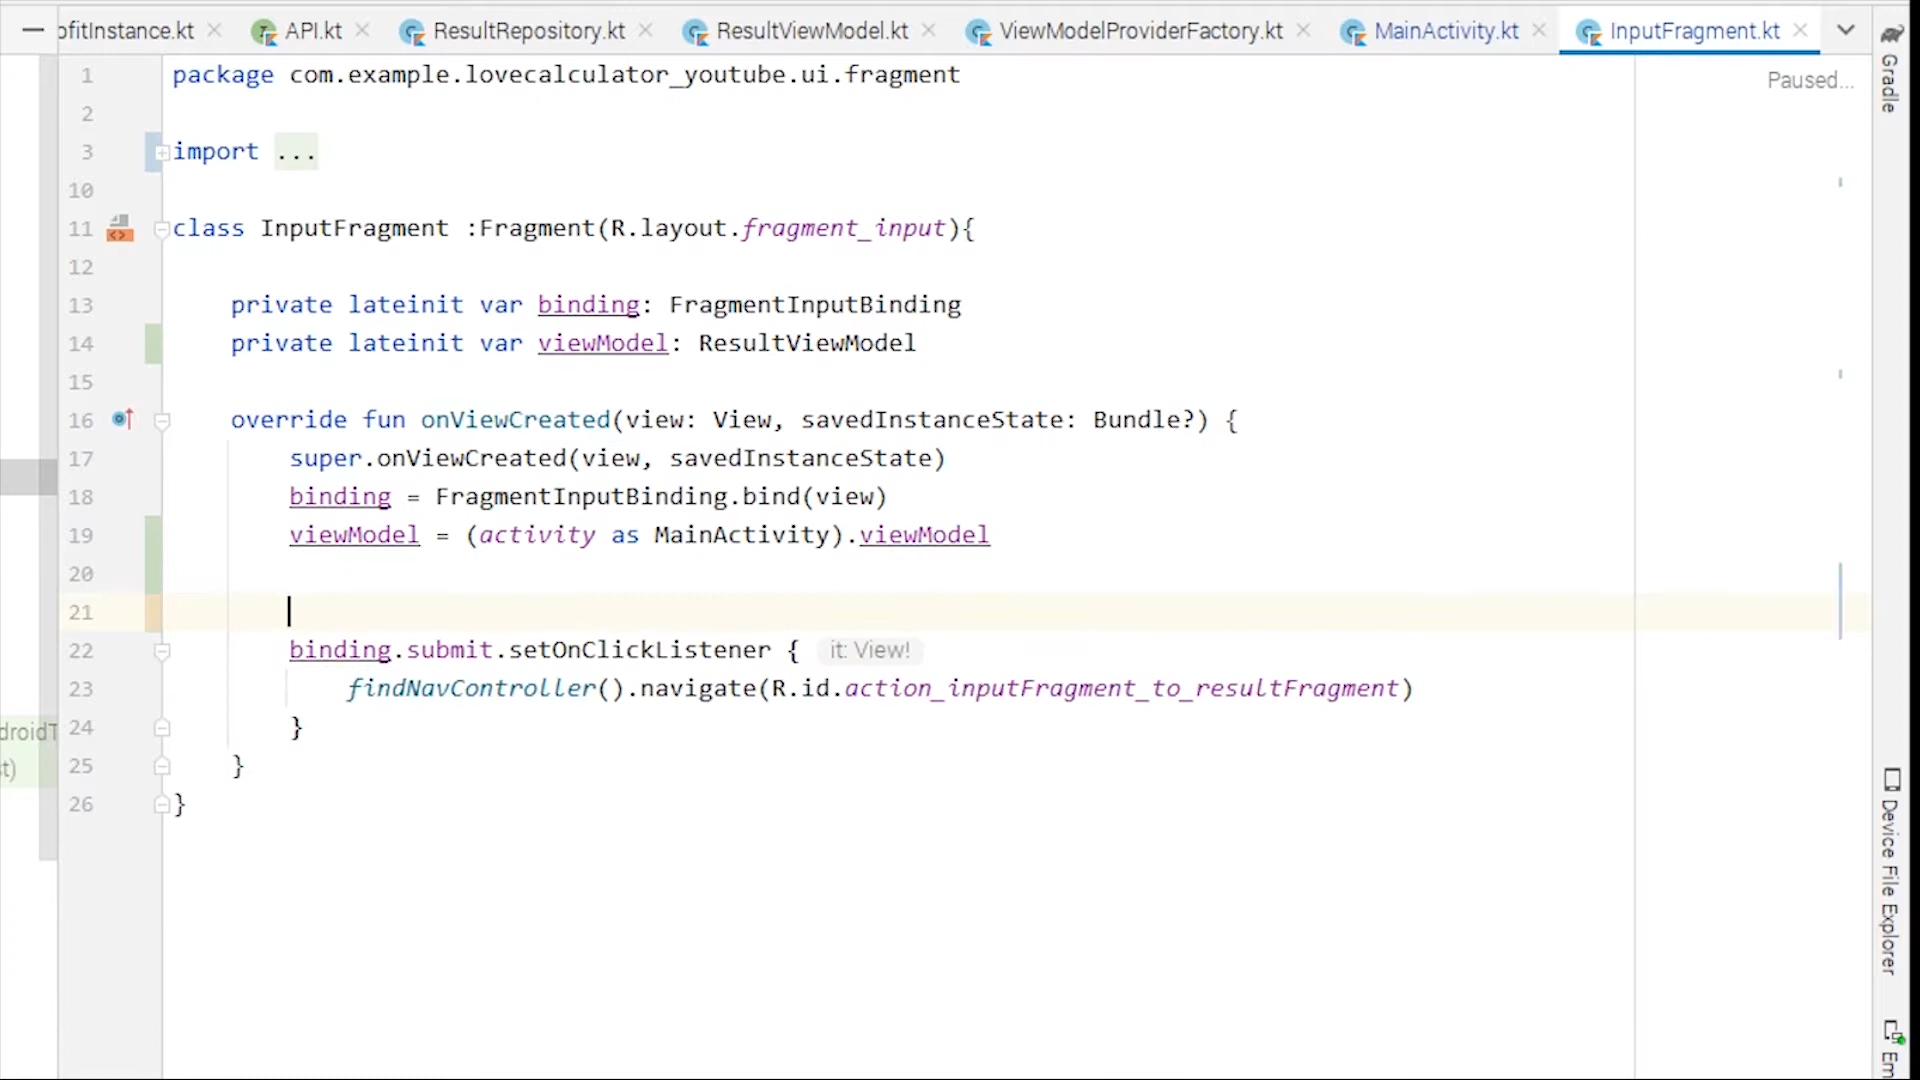 ofitInstance.kt API.kt ResultRepository.kt ResultViewModel.kt ViewModelProviderFactory.kt MainActivity.kt InputFragment.kt
Gradle
Paused...
1 package com.example.lovecalculator_youtube.ui.fragment
2
3 import ...
10
11 class InputFragment :Fragment(R.layout.fragment_input){
12
13 private lateinit var binding: FragmentInputBinding
14 private lateinit var viewModel: ResultViewModel
15
16 override fun onViewCreated(view: View, savedInstanceState: Bundle?) {
17 super.onViewCreated(view, savedInstanceState)
18 binding = FragmentInputBinding.bind(view)
19 viewModel = (activity as MainActivity).viewModel
20
21
22 binding.submit.setOnClickListener { it: View!
23 findNavController().navigate(R.id.action_inputFragment_to_resultFragment)
24 }
25 }
26 }
droidT
t)
Device File Explorer
Em